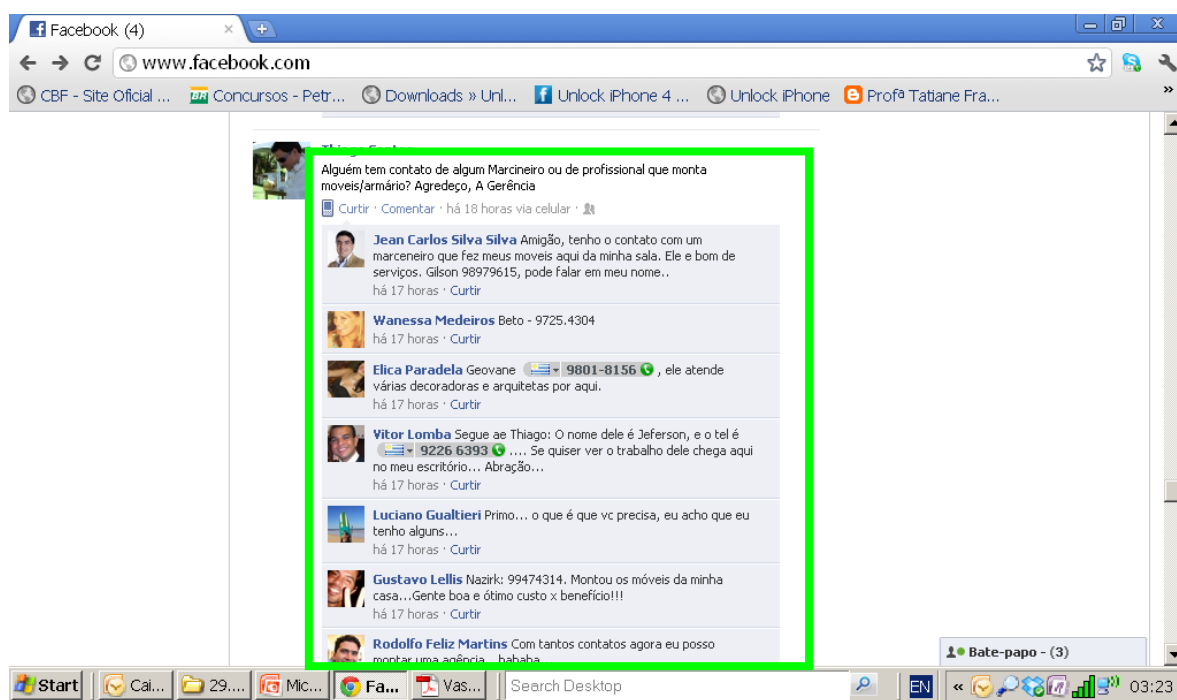 Facebook (4)
www.facebook.com
CBF - Site Oficial ... Concursos - Petr... Downloads » Unl... Unlock iPhone 4 ... Unlock iPhone Profª Tatiane Fra... »
Alguém tem contato de algum Marcineiro ou de profissional que monta
moveis/armário? Agredeço, A Gerência
Curtir · Comentar · há 18 horas via celular ·
Jean Carlos Silva Silva Amigão, tenho o contato com um
marceneiro que fez meus moveis aqui da minha sala. Ele e bom de
serviços. Gilson 98979615, pode falar em meu nome..
há 17 horas · Curtir
Wanessa Medeiros Beto - 9725.4304
há 17 horas · Curtir
Elica Paradela Geovane 9801-8156 , ele atende
várias decoradoras e arquitetas por aqui.
há 17 horas · Curtir
Vitor Lomba Segue ae Thiago: O nome dele é Jeferson, e o tel é
9226 6393 .... Se quiser ver o trabalho dele chega aqui
no meu escritório... Abração...
há 17 horas · Curtir
Luciano Gualtieri Primo... o que é que vc precisa, eu acho que eu
tenho alguns...
há 17 horas · Curtir
Gustavo Lellis Nazirk: 99474314. Montou os móveis da minha
casa...Gente boa e ótimo custo x benefício!!!
há 17 horas · Curtir
Rodolfo Feliz Martins Com tantos contatos agora eu posso
montar uma agência...hahaha
Bate-papo - (3)
Start Cai... 29.... Mic... Fa... Vas... Search Desktop EN « 03:23